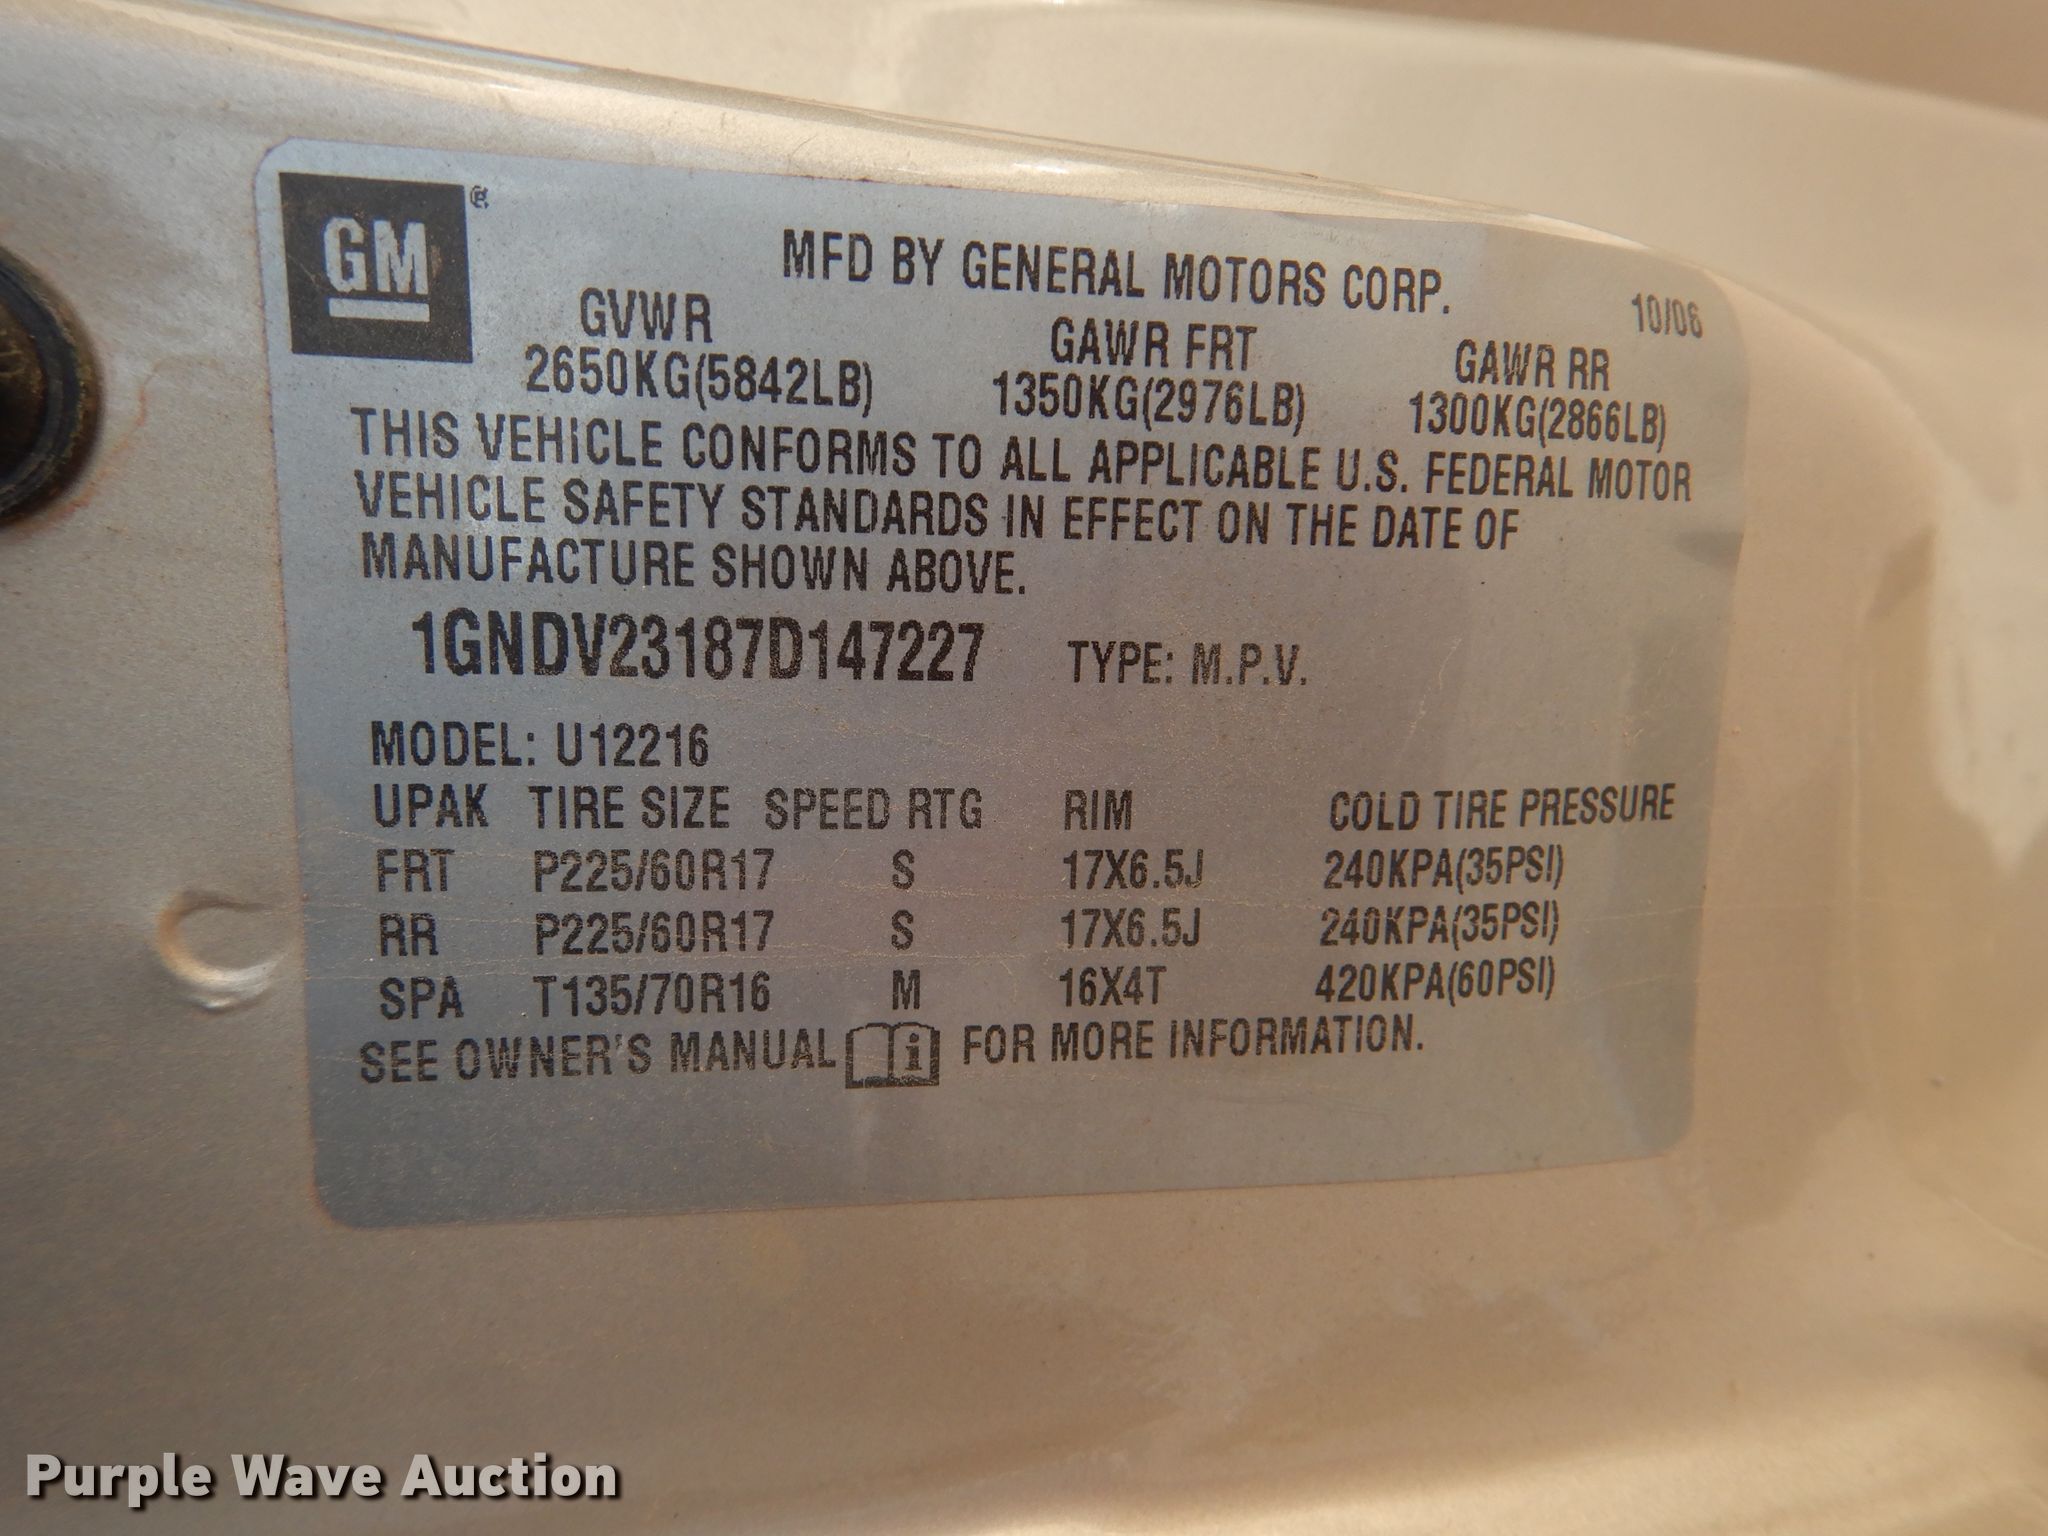 GM®
MFD BY GENERAL MOTORS CORP.
10/06
GVWR GAWR FRT GAWR RR
2650KG(5842LB) 1350KG(2976LB) 1300KG(2866LB)
THIS VEHICLE CONFORMS TO ALL APPLICABLE U.S. FEDERAL MOTOR
VEHICLE SAFETY STANDARDS IN EFFECT ON THE DATE OF
MANUFACTURE SHOWN ABOVE.
1GNDV23187D147227 TYPE: M.P.V.
MODEL: U12216
UPAK TIRE SIZE SPEED RTG RIM COLD TIRE PRESSURE
FRT P225/60R17 S 17X6.5J 240KPA(35PSI)
RR P225/60R17 S 17X6.5J 240KPA(35PSI)
SPA T135/70R16 M 16X4T 420KPA(60PSI)
SEE OWNER'S MANUAL i FOR MORE INFORMATION.
Purple Wave Auction